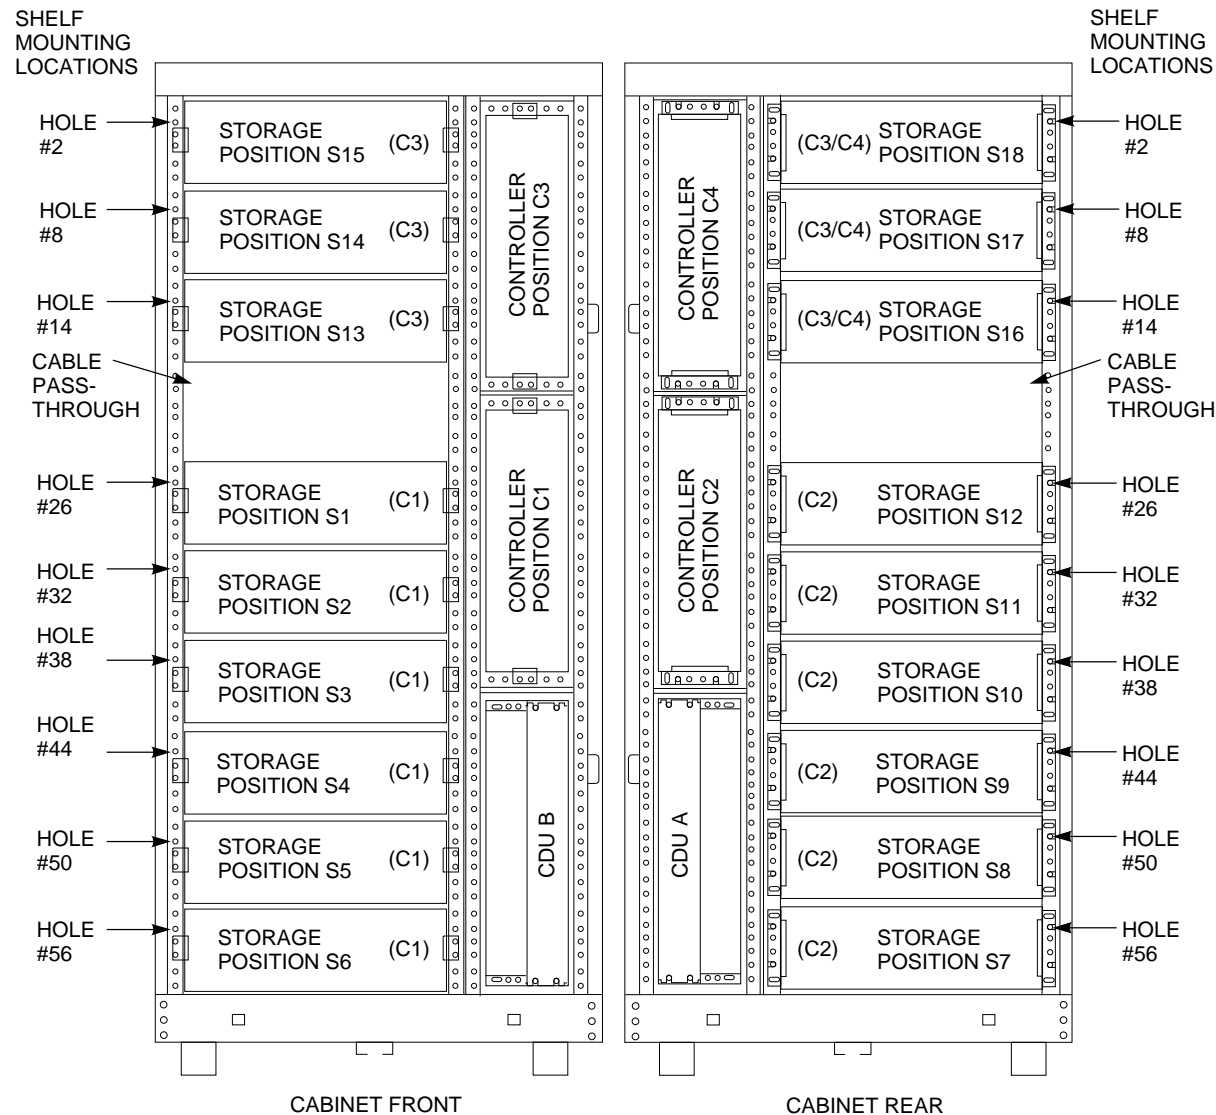 SHELF
MOUNTING
LOCATIONS
SHELF
MOUNTING
LOCATIONS
HOLE
#2
STORAGE
POSITION S15
(C3)
HOLE
#8
STORAGE
POSITION S14
(C3)
HOLE
#14
STORAGE
POSITION S13
(C3)
CABLE
PASS-
THROUGH
HOLE
#26
STORAGE
POSITION S1
(C1)
HOLE
#32
STORAGE
POSITION S2
(C1)
HOLE
#38
STORAGE
POSITION S3
(C1)
HOLE
#44
STORAGE
POSITION S4
(C1)
HOLE
#50
STORAGE
POSITION S5
(C1)
HOLE
#56
STORAGE
POSITION S6
(C1)
CONTROLLER
POSITION C3
CONTROLLER
POSITON C1
CDU B
CONTROLLER
POSITION C4
CONTROLLER
POSITION C2
CDU A
(C3/C4)
STORAGE
POSITION S18
HOLE
#2
(C3/C4)
STORAGE
POSITION S17
HOLE
#8
(C3/C4)
STORAGE
POSITION S16
HOLE
#14
CABLE
PASS-
THROUGH
(C2)
STORAGE
POSITION S12
HOLE
#26
(C2)
STORAGE
POSITION S11
HOLE
#32
(C2)
STORAGE
POSITION S10
HOLE
#38
(C2)
STORAGE
POSITION S9
HOLE
#44
(C2)
STORAGE
POSITION S8
HOLE
#50
(C2)
STORAGE
POSITION S7
HOLE
#56
CABINET FRONT
CABINET REAR